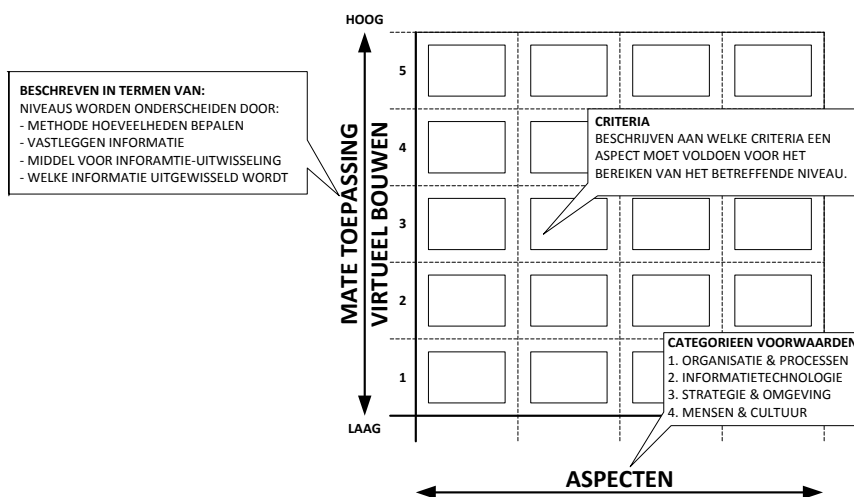 HOOG
BESCHREVEN IN TERMEN VAN:
NIVEAUS WORDEN ONDERSCHEIDEN DOOR:
- METHODE HOEVEELHEDEN BEPALEN
- VASTLEGGEN INFORMATIE
- MIDDEL VOOR INFORAMTIE-UITWISSELING
- WELKE INFORMATIE UITGEWISSELD WORDT
MATE TOEPASSING
VIRTUEEL BOUWEN
5
4
3
2
1
LAAG
CRITERIA
BESCHRIJVEN AAN WELKE CRITERIA EEN
ASPECT MOET VOLDOEN VOOR HET
BEREIKEN VAN HET BETREFFENDE NIVEAU.
CATEGORIEEN VOORWAARDEN
1. ORGANISATIE & PROCESSEN
2. INFORMATIETECHNOLOGIE
3. STRATEGIE & OMGEVING
4. MENSEN & CULTUUR
ASPECTEN